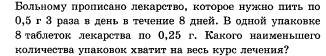 Больному прописано лекарство, которое нужно пить по
0,5 г 3 раза в день в течение 8 дней. В одной упаковке
8 таблеток лекарства по 0,25 г. Какого наименьшего
количества упаковок хватит на весь курс лечения?